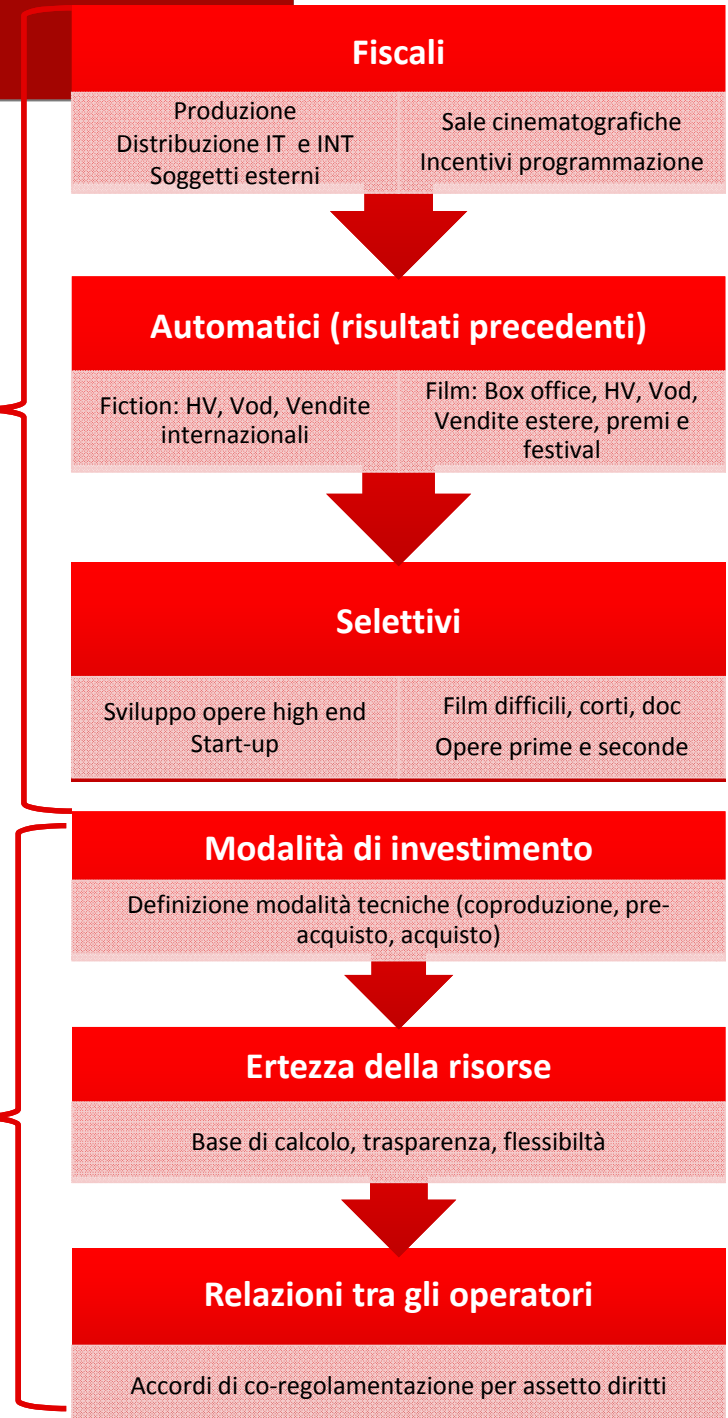 Fiscali
Produzione
Distribuzione IT e INT
Soggetti esterni
Sale cinematografiche
Incentivi programmazione
Automatici (risultati precedenti)
Fiction: HV, Vod, Vendite
internazionali
Film: Box office, HV, Vod,
Vendite estere, premi e
festival
Selettivi
Sviluppo opere high end
Start-up
Film difficili, corti, doc
Opere prime e seconde
Modalità di investimento
Definizione modalità tecniche (coproduzione, pre-
acquisto, acquisto)
Ertezza della risorse
Base di calcolo, trasparenza, flessibiltà
Relazioni tra gli operatori
Accordi di co-regolamentazione per assetto diritti